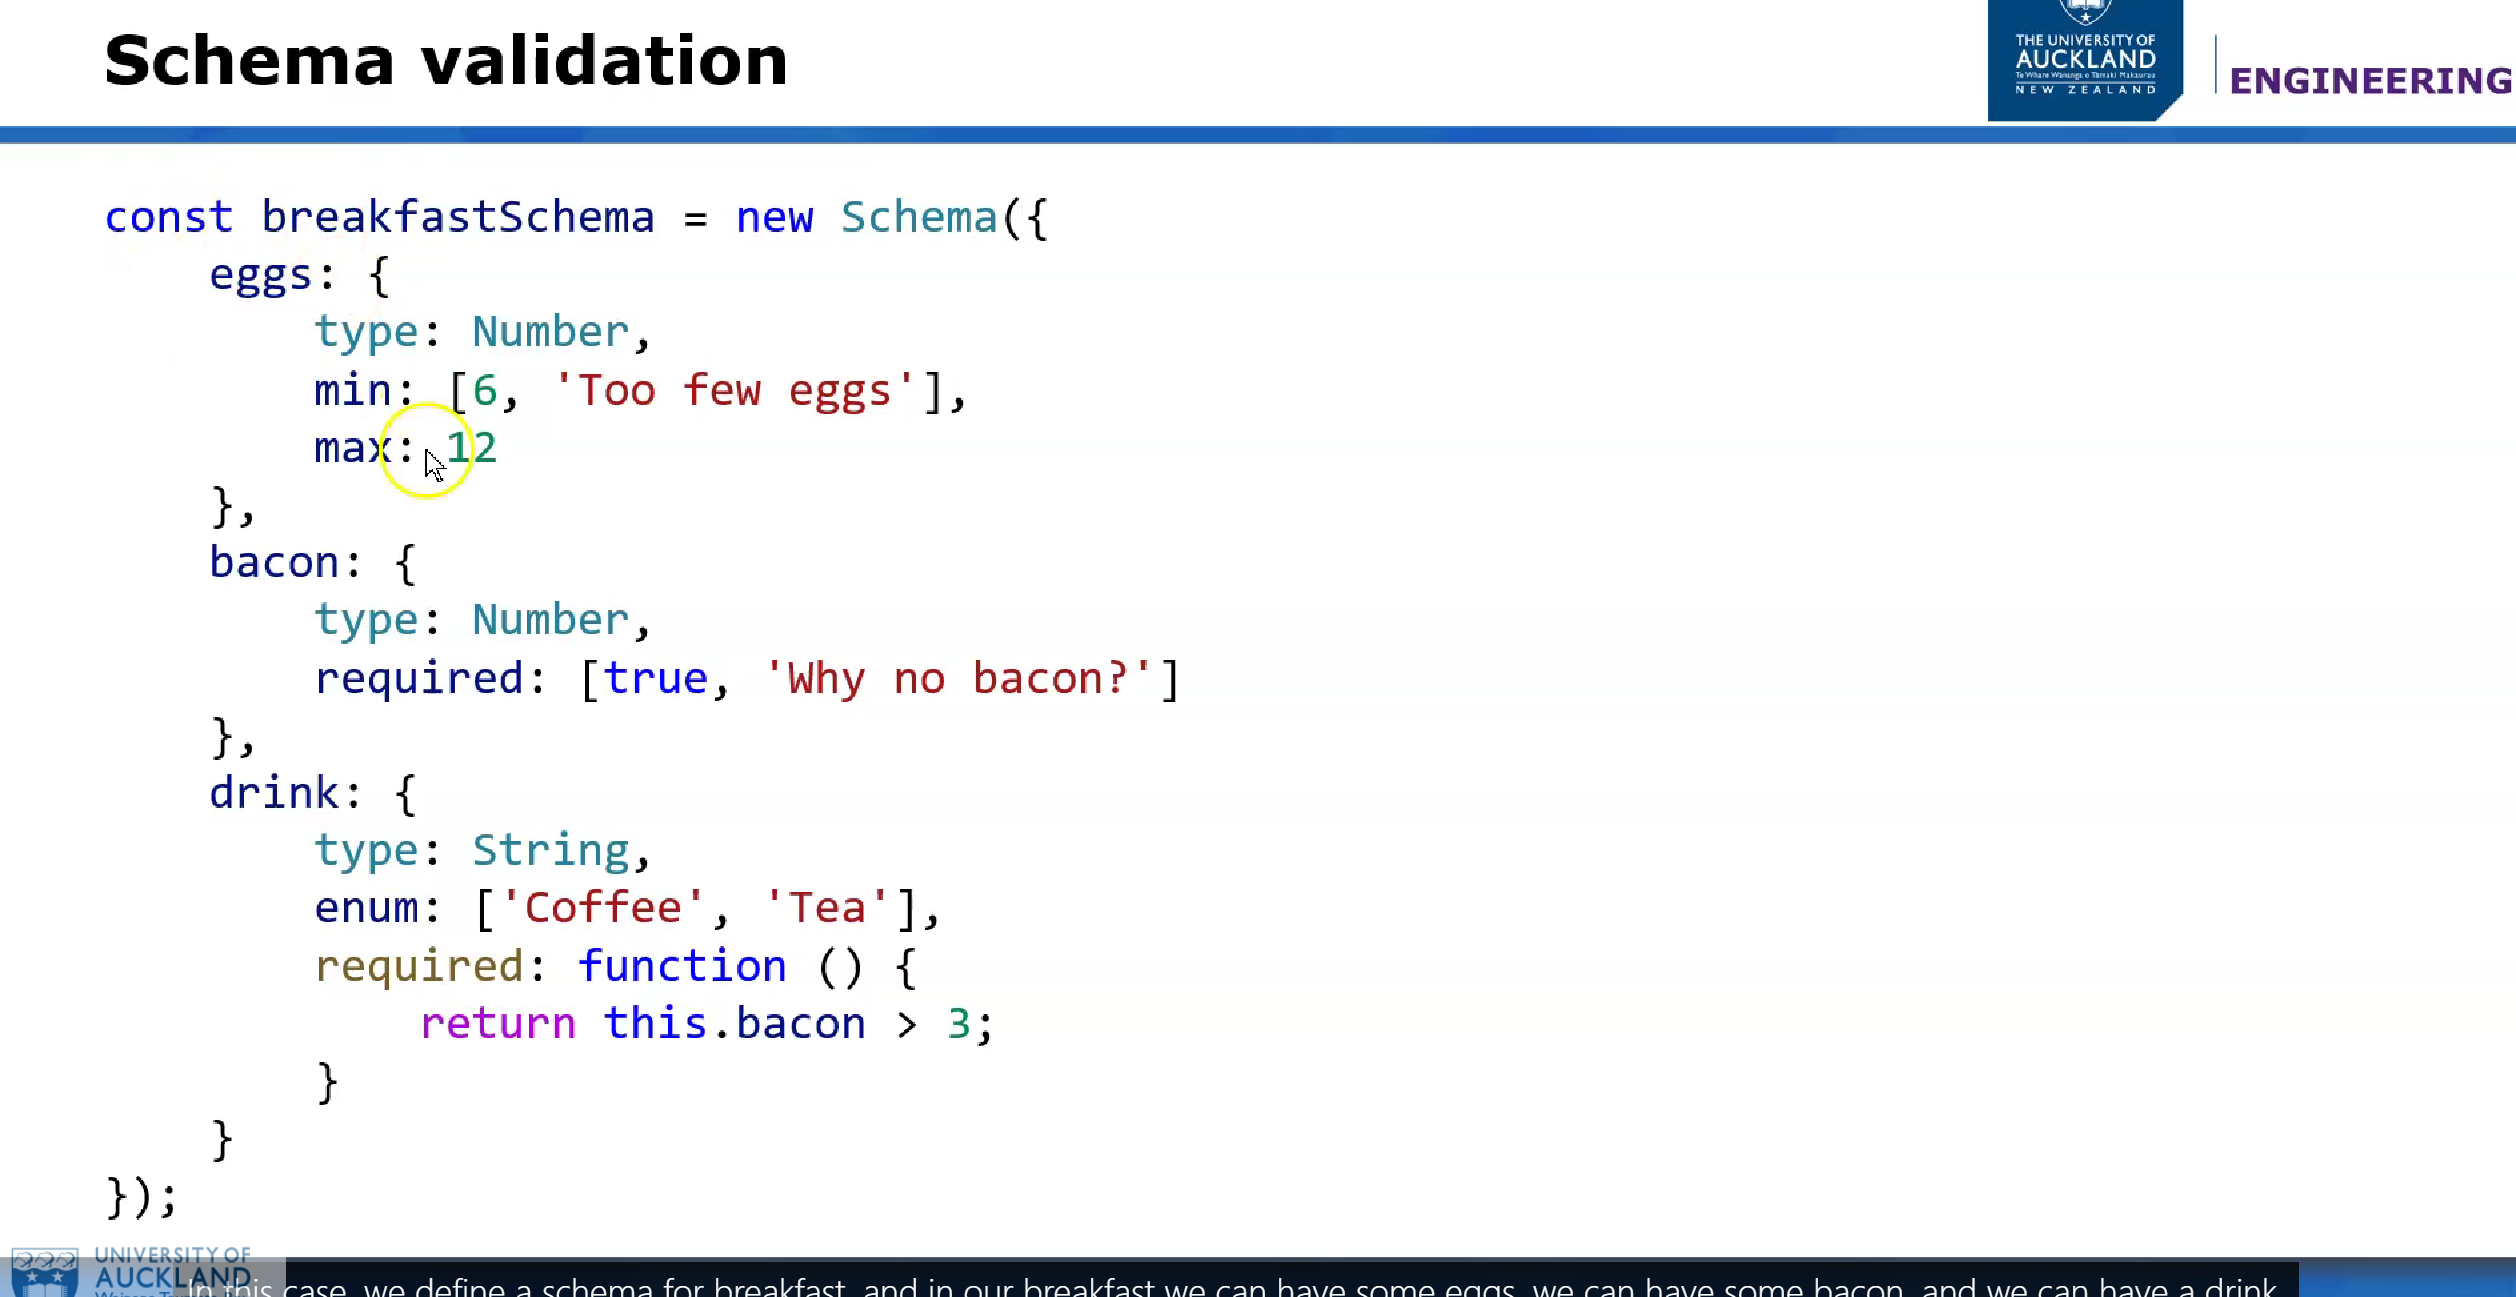 Schema validation
THE UNIVERSITY OF
AUCKLAND
Te Whare Wānanga o Tāmaki Makaurau
NEW ZEALAND
ENGINEERING
const breakfastSchema = new Schema({
    eggs: {
        type: Number,
        min: [6, 'Too few eggs'],
        max: 12
    },
    bacon: {
        type: Number,
        required: [true, 'Why no bacon?']
    },
    drink: {
        type: String,
        enum: ['Coffee', 'Tea'],
        required: function () {
            return this.bacon > 3;
        }
    }
});
UNIVERSITY OF
AUCKLAND
In this case, we define a schema for breakfast, and in our breakfast we can have some eggs, we can have some bacon, and we can have a drink